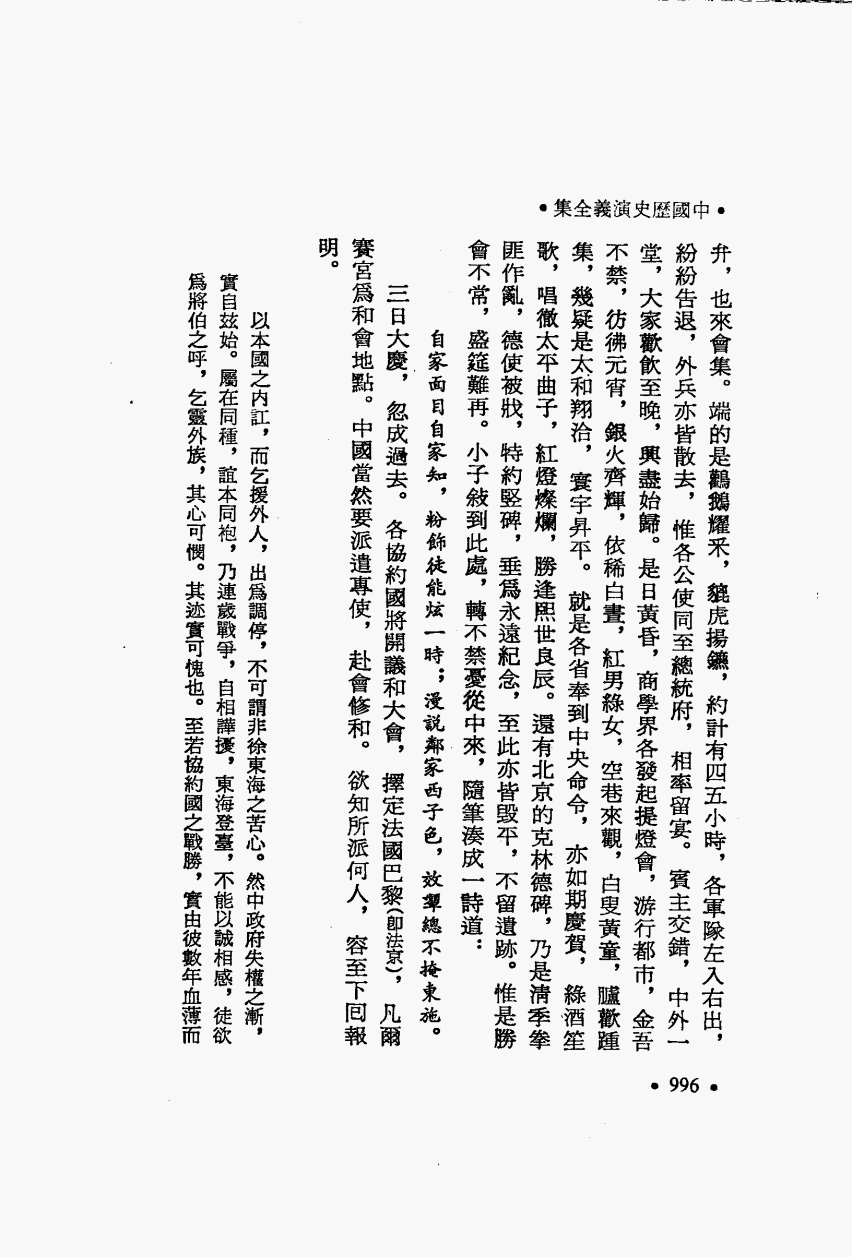 •中國歷史演義全集•
弁，也來會集。端的是鸛鵝耀采，貔虎揚鑣，約計有四五小時，各軍隊左入右出，
紛紛告退，外兵亦皆散去，惟各公使同至總統府，相率留宴。賓主交錯，中外一
堂，大家歡飲至晚，興盡始歸。是日黃昏，商學界各發起提燈會，游行都市，金吾
不禁，彷彿元宵，銀火齊輝，依稀白晝，紅男綠女，空巷來觀，白叟黃童，臚歡踵
集，幾疑是太和翔洽，寰宇昇平。就是各省奉到中央命令，亦如期慶賀，綠酒笙
歌，唱徹太平曲子，紅燈燦爛，勝逢熙世良辰。還有北京的克林德碑，乃是清季拳
匪作亂，德使被戕，特約竪碑，垂爲永遠紀念，至此亦皆毁平，不留遺跡。惟是勝
會不常，盛筵難再。小子敍到此處，轉不禁憂從中來，隨筆湊成一詩道：
自家面目自家知，粉飾徒能炫一時；漫說鄰家西子色，效顰總不掩東施。
三日大慶，忽成過去。各協約國將開議和大會，擇定法國巴黎（卽法京），凡爾
賽宮爲和會地點。中國當然要派遣專使，赴會修和。欲知所派何人，容至下回報
明。
以本國之内訌，而乞援外人，出爲調停，不可謂非徐東海之苦心。然中政府失權之漸，
實自玆始。屬在同種，誼本同袍，乃連歲戰爭，自相譁擾，東海登臺，不能以誠相感，徒欲
爲將伯之呼，乞靈外族，其心可憫。其迹實可愧也。至若協約國之戰勝，實由彼數年血薄而
•996•